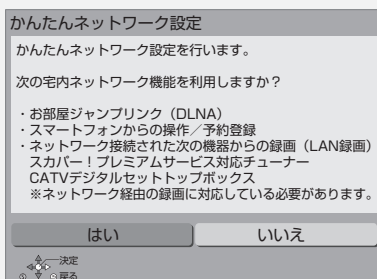 かんたんネットワーク設定
かんたんネットワーク設定を行います。
次の宅内ネットワーク機能を利用しますか？
・お部屋ジャンプリンク（DLNA）
・スマートフォンからの操作／予約登録
・ネットワーク接続された次の機器からの録画（LAN録画）
スカパー！プレミアムサービス対応チューナー
CATVデジタルセットトップボックス
※ネットワーク経由の録画に対応している必要があります。
はい
いいえ
決定
戻る